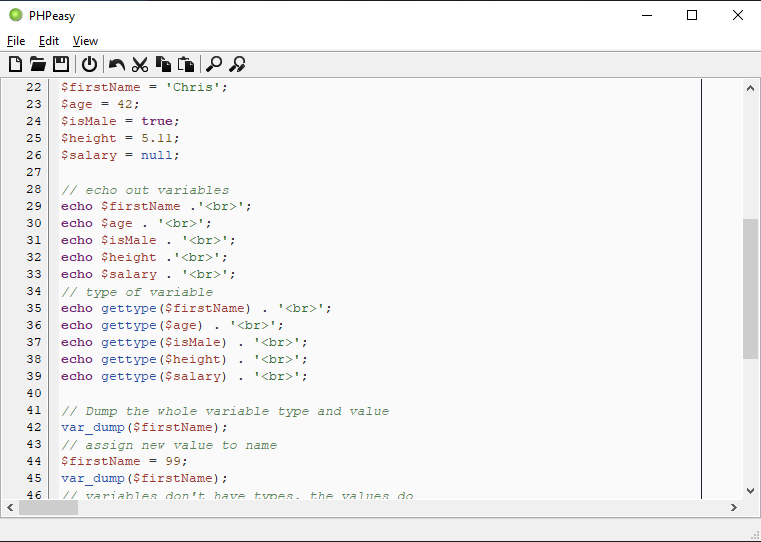 PHPeasy
File Edit View
22 $firstName = 'Chris';
23 $age = 42;
24 $isMale = true;
25 $height = 5.11;
26 $salary = null;
27
28 // echo out variables
29 echo $firstName .'<br>';
30 echo $age . '<br>';
31 echo $isMale . '<br>';
32 echo $height .'<br>';
33 echo $salary . '<br>';
34 // type of variable
35 echo gettype($firstName) . '<br>';
36 echo gettype($age) . '<br>';
37 echo gettype($isMale) . '<br>';
38 echo gettype($height) . '<br>';
39 echo gettype($salary) . '<br>';
40
41 // Dump the whole variable type and value
42 var_dump($firstName);
43 // assign new value to name
44 $firstName = 99;
45 var_dump($firstName);
46 // variables don't have types, the values do